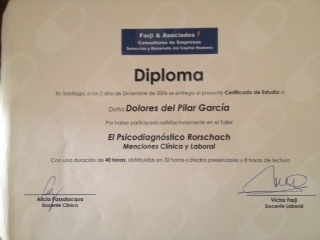 Farji & Asociados
Consultores de Empresas
Selección y Desarrollo del Capital Humano
Diploma
En Santiago, a los 2 días de Diciembre de 2006 se entrega el presente Certificado de Estudio a
Doña Dolores del Pilar García
Por haber participado satisfactoriamente en el Taller
El Psicodiagnóstico Rorschach
Menciones Clínica y Laboral
Con una duración de 40 horas, distribuidas en 32 horas-cátedra presenciales y 8 horas de lectura
Alicia Passalacqua
Docente Clínica
Victor Farji
Docente Laboral